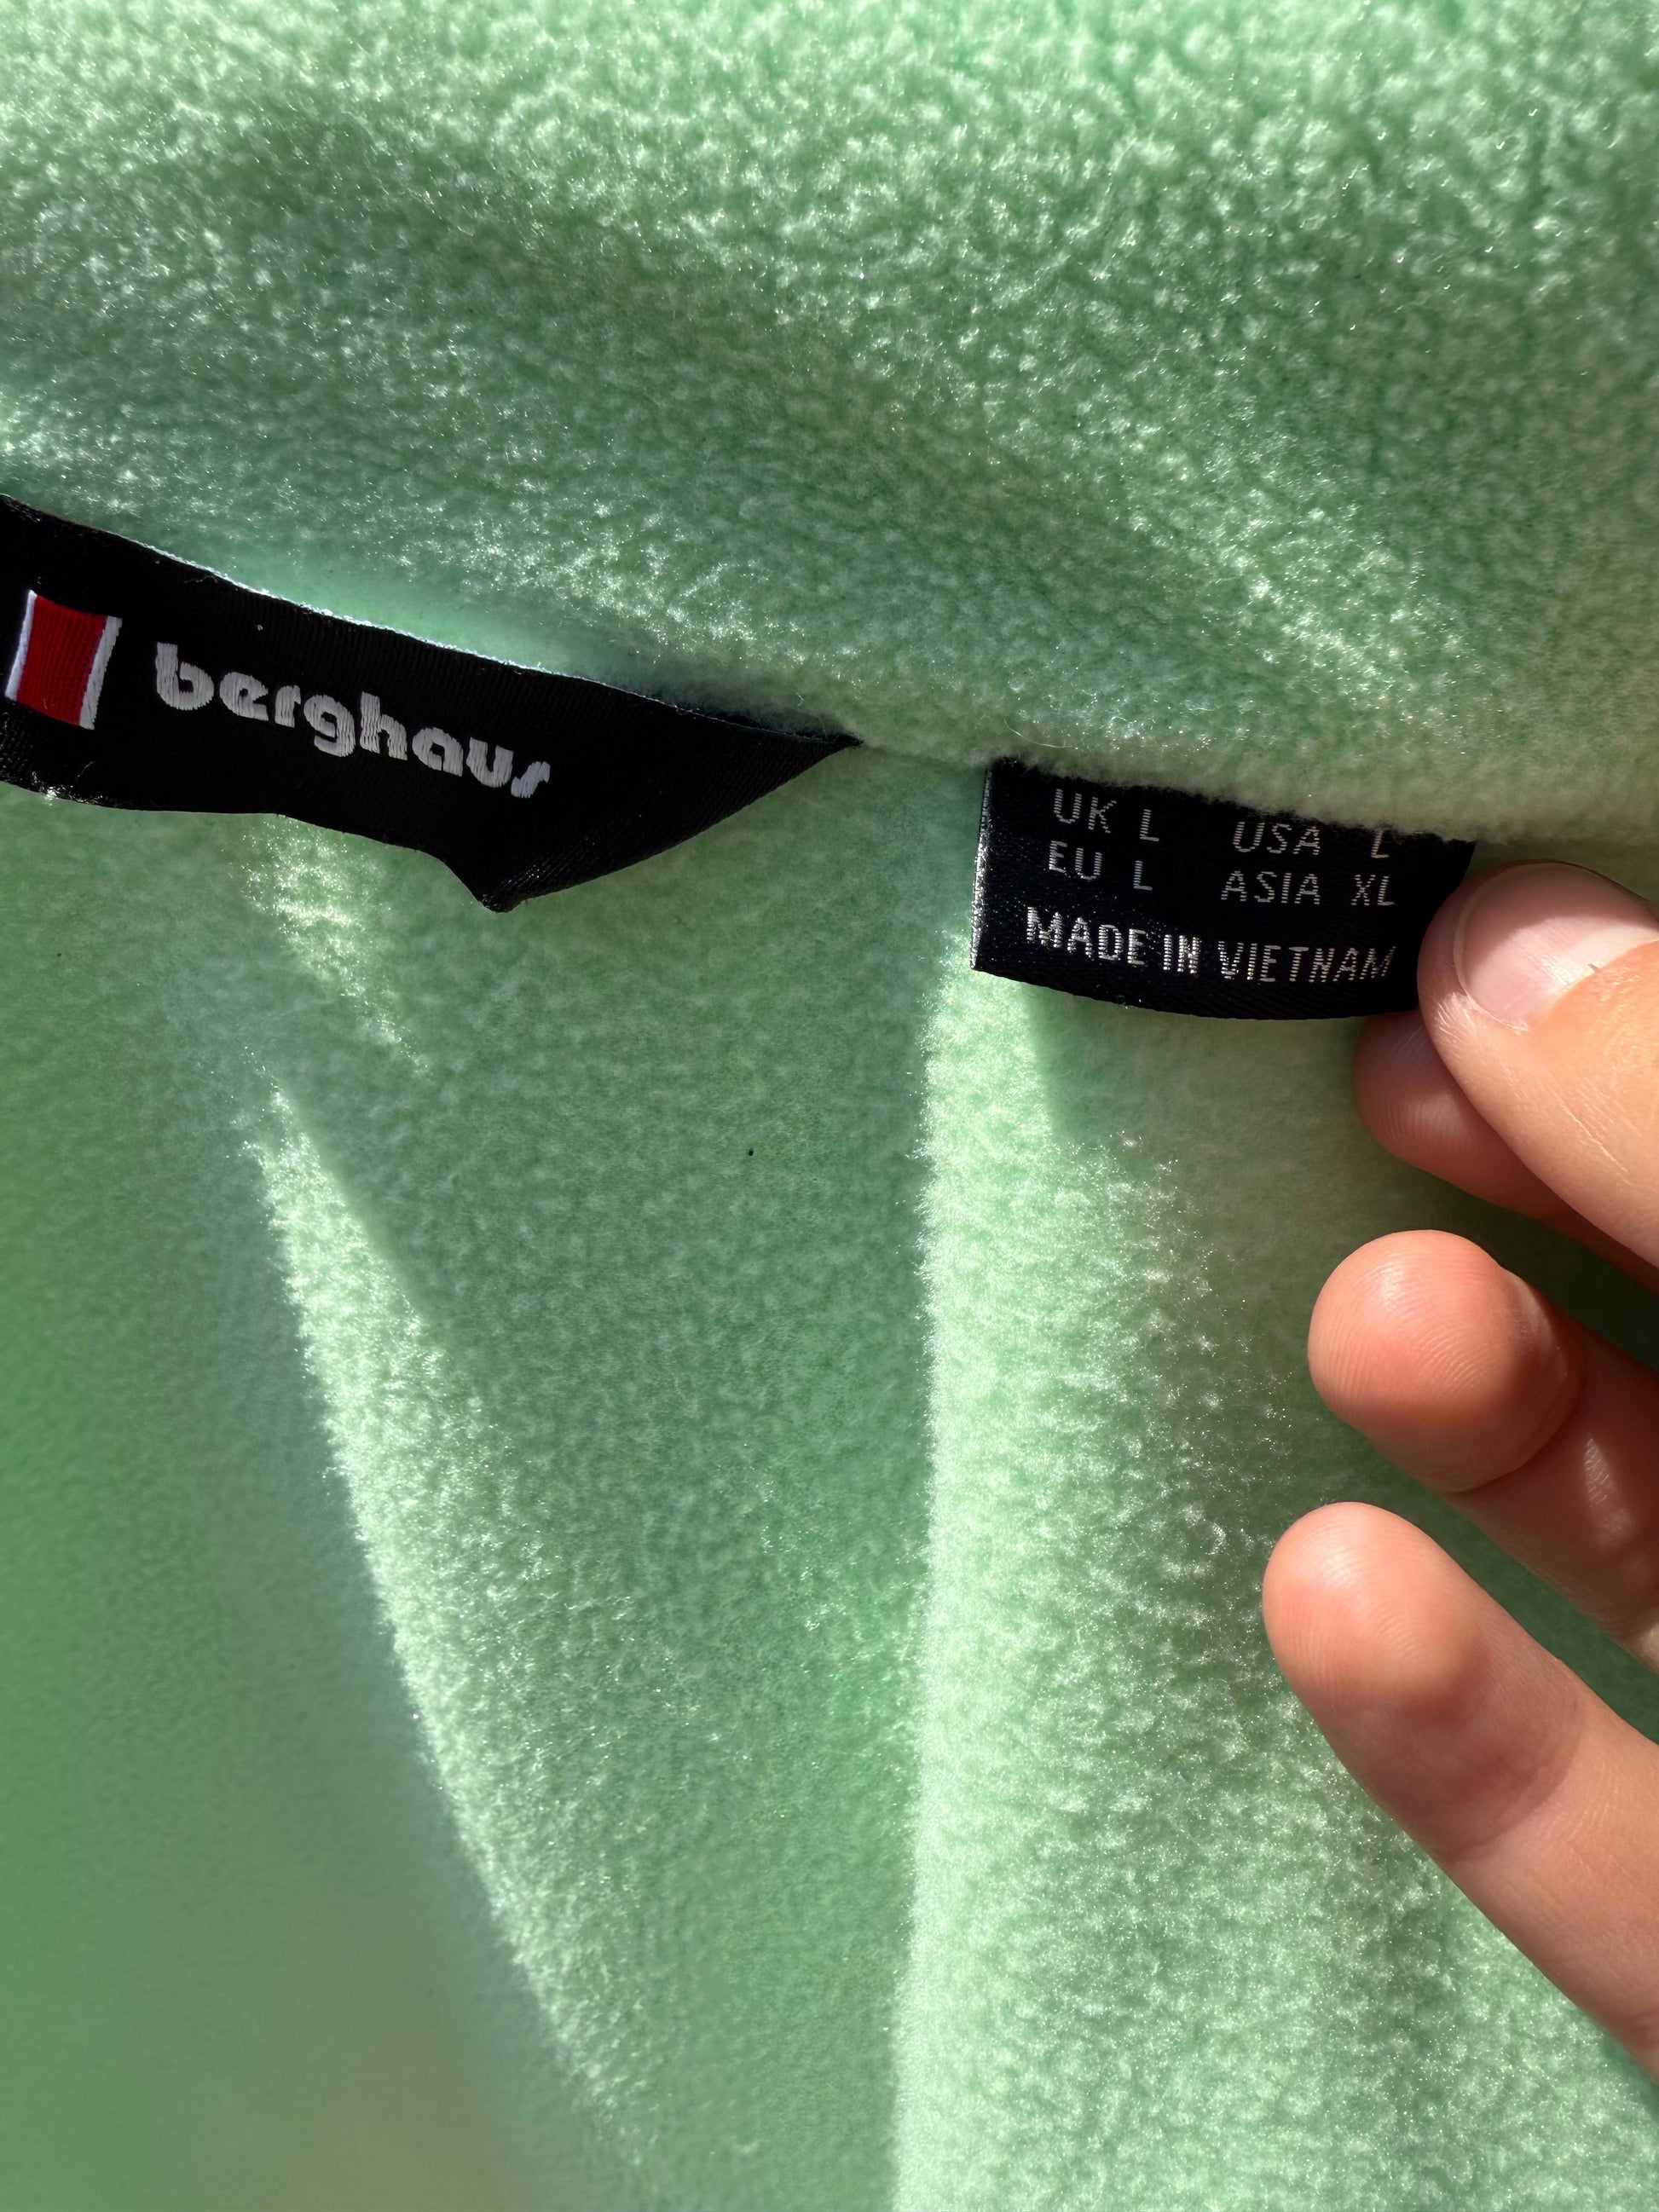 berghaus
UK L USA L
EU L ASIA XL
MADE IN VIETNAM